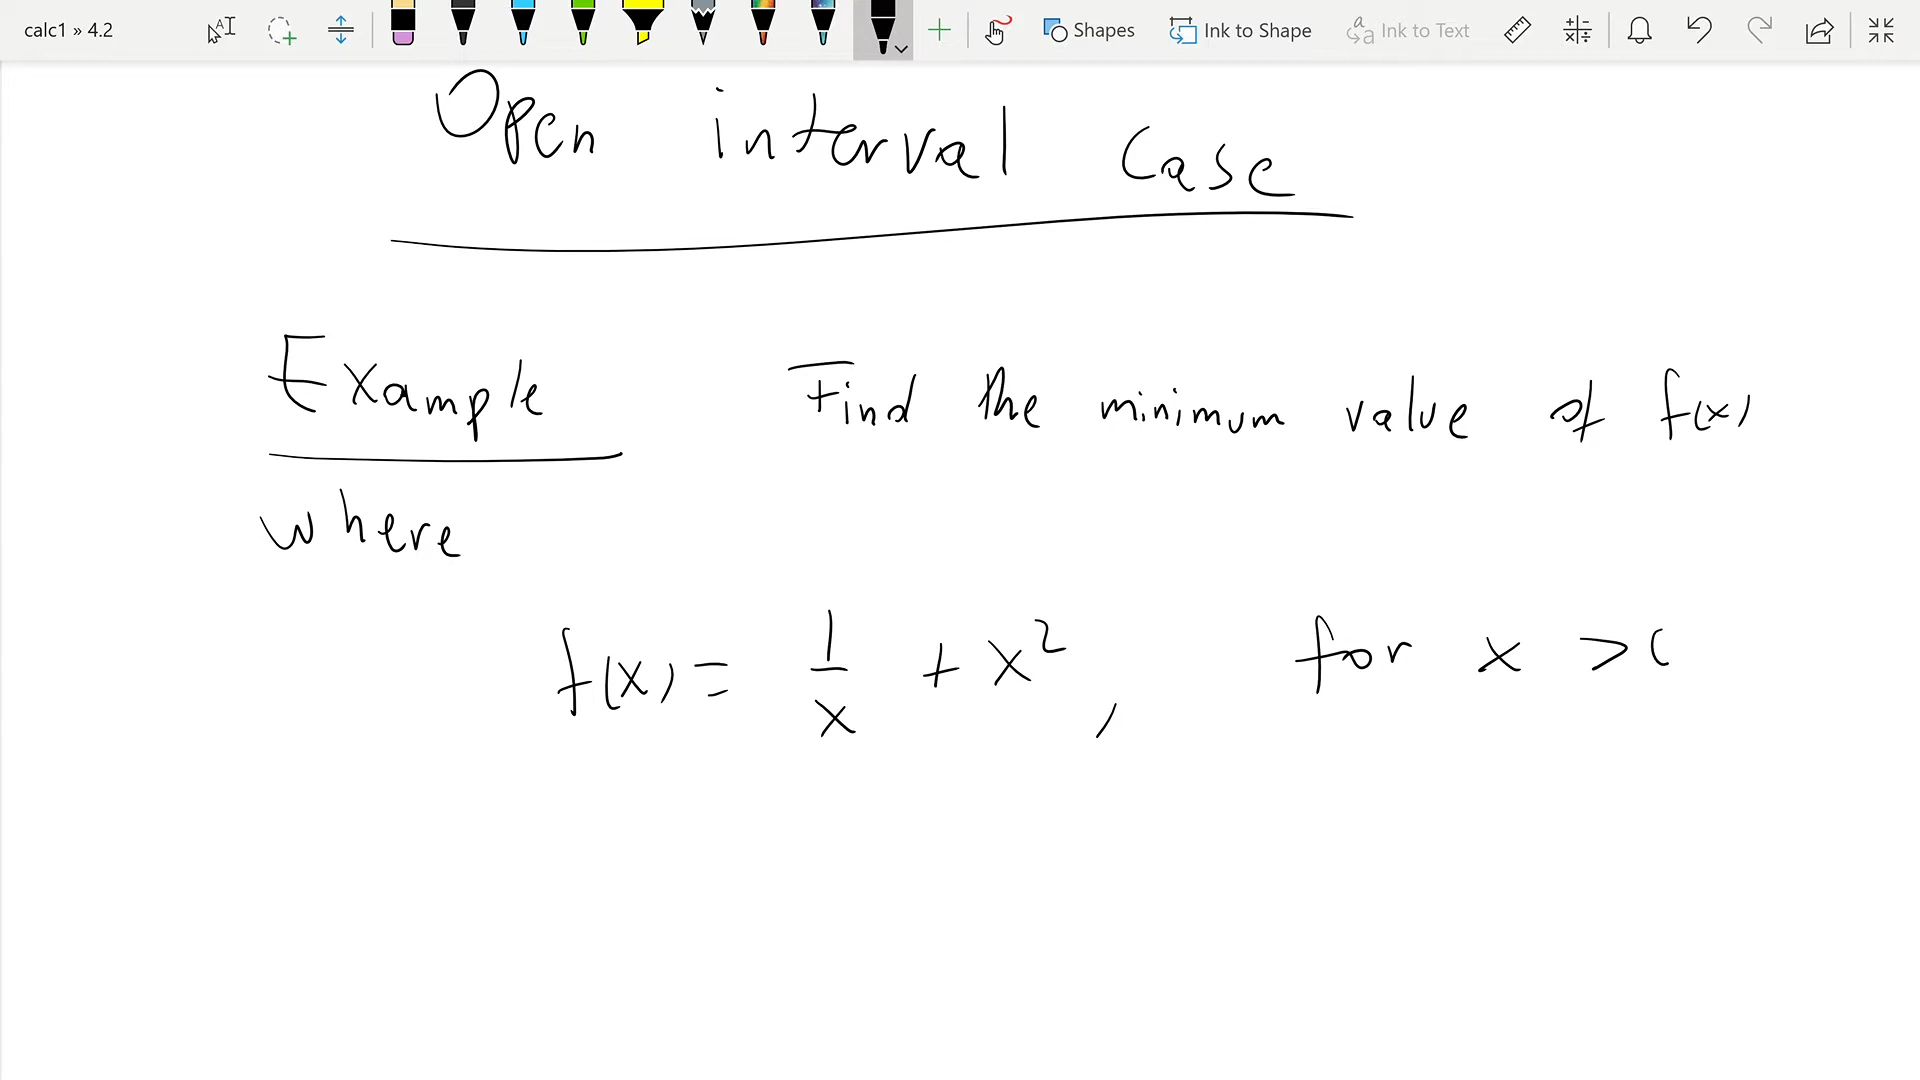 calc1 » 4.2 Shapes Ink to Shape Ink to Text
Open interval case
Example Find the minimum value of f(x)
where
f(x) = 1/x + x², for x > (